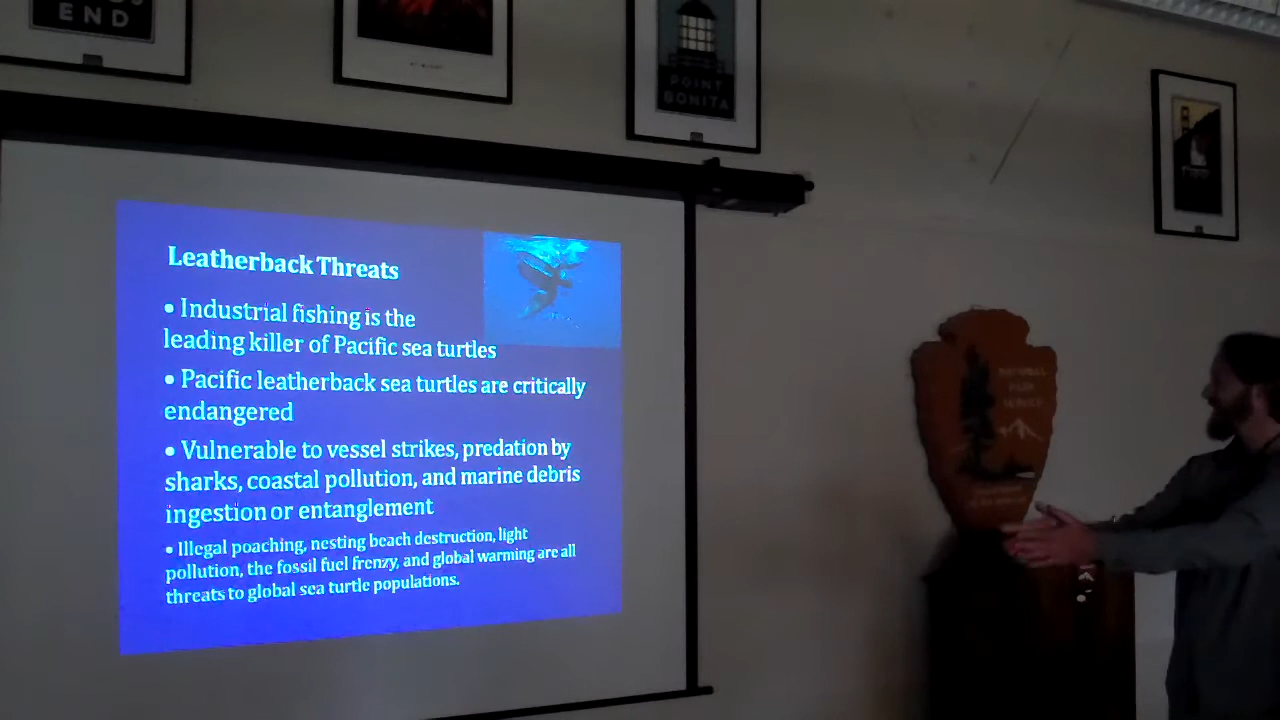 END
POINT
BONITA
Leatherback Threats
• Industrial fishing is the
leading killer of Pacific sea turtles
• Pacific leatherback sea turtles are critically
endangered
• Vulnerable to vessel strikes, predation by
sharks, coastal pollution, and marine debris
ingestion or entanglement
• Illegal poaching, nesting beach destruction, light
pollution, the fossil fuel frenzy, and global warming are all
threats to global sea turtle populations.
NATIONAL
PARK
SERVICE